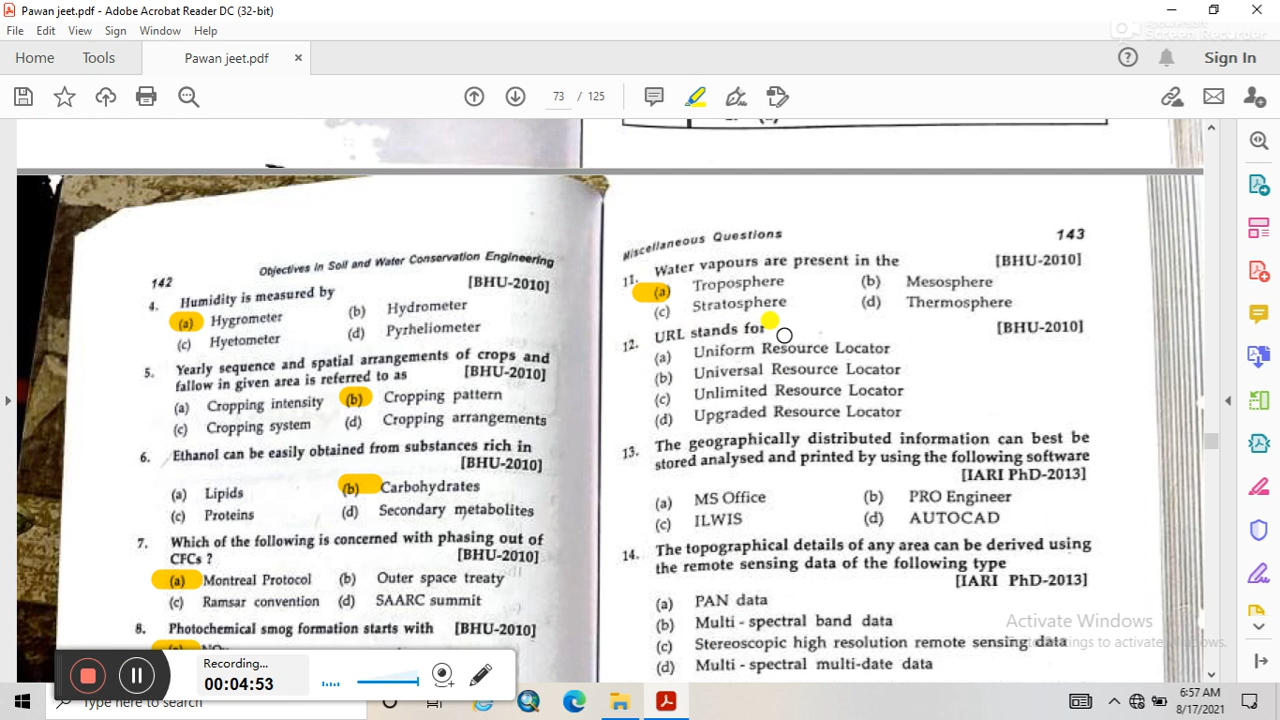 Pawan jeet.pdf - Adobe Acrobat Reader DC (32-bit)
File Edit View Sign Window Help
Screen Recorder
Home Tools Pawan jeet.pdf × Sign In
73 / 125
142 Objectives in Soil and Water Conservation Engineering
4. Humidity is measured by [BHU-2010]
(a) Hygrometer (b) Hydrometer
(c) Hyetometer (d) Pyrheliometer
5. Yearly sequence and spatial arrangements of crops and
fallow in given area is referred to as [BHU-2010]
(a) Cropping intensity (b) Cropping pattern
(c) Cropping system (d) Cropping arrangements
6. Ethanol can be easily obtained from substances rich in
[BHU-2010]
(a) Lipids (b) Carbohydrates
(c) Proteins (d) Secondary metabolites
7. Which of the following is concerned with phasing out of
CFCs ? [BHU-2010]
(a) Montreal Protocol (b) Outer space treaty
(c) Ramsar convention (d) SAARC summit
8. Photochemical smog formation starts with [BHU-2010]
Miscellaneous Questions 143
11. Water vapours are present in the [BHU-2010]
(a) Troposphere (b) Mesosphere
(c) Stratosphere (d) Thermosphere
12. URL stands for [BHU-2010]
(a) Uniform Resource Locator
(b) Universal Resource Locator
(c) Unlimited Resource Locator
(d) Upgraded Resource Locator
13. The geographically distributed information can best be
stored analysed and printed by using the following software
[IARI PhD-2013]
(a) MS Office (b) PRO Engineer
(c) ILWIS (d) AUTOCAD
14. The topographical details of any area can be derived using
the remote sensing data of the following type
[IARI PhD-2013]
(a) PAN data
(b) Multi - spectral band data
(c) Stereoscopic high resolution remote sensing data
(d) Multi - spectral multi-date data
Activate Windows
Recording...
00:04:53
Type here to search
6:57 AM
8/17/2021